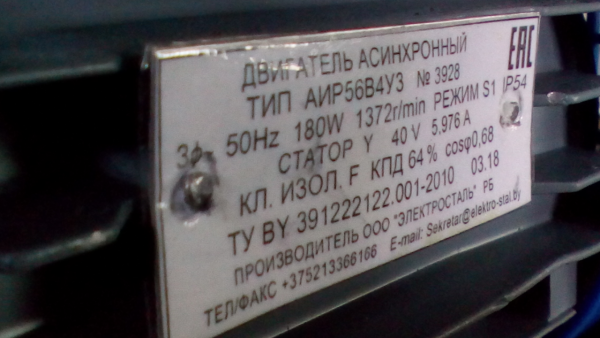 ДВИГАТЕЛЬ АСИНХРОННЫЙ EAC
ТИП АИР56В4У3 № 3928
3ф~ 50Hz 180W 1372r/min РЕЖИМ S1 IP54
СТАТОР Y 40 V 5,976 A
КЛ. ИЗОЛ. F КПД 64% cosφ0,68
ТУ BY 391222122.001-2010 03.18
ПРОИЗВОДИТЕЛЬ ООО "ЭЛЕКТРОСТАЛЬ" РБ
ТЕЛ/ФАКС +375213366166 E-mail: Sekretar@elektro-stal.by